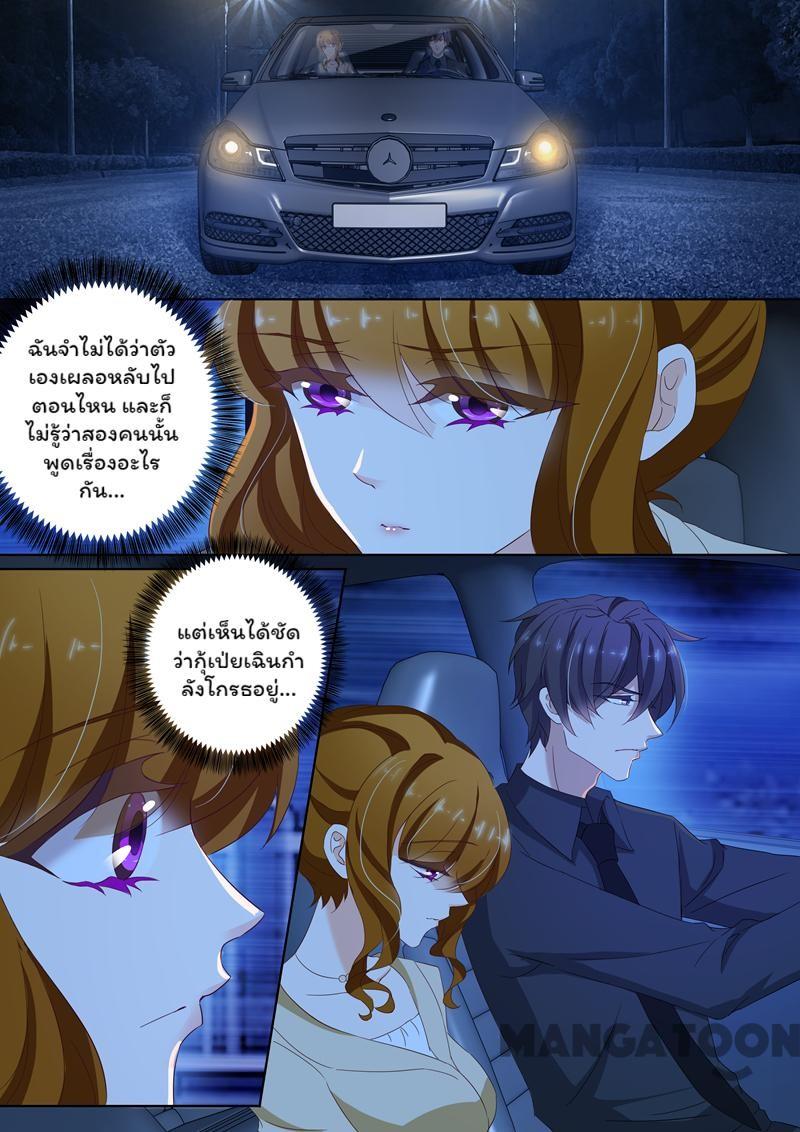 ฉันจำไม่ได้ว่าตัว
เองเผลอหลับไป
ตอนไหน และก็
ไม่รู้ว่าสองคนนั้น
พูดเรื่องอะไร
กัน...
แต่เห็นได้ชัด
ว่ากุ้เป่ยเฉินกำ
ลังโกรธอยู่...
MANGATOON